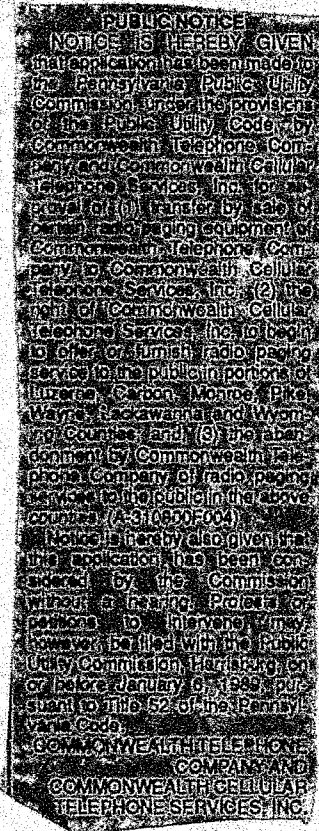 PUBLIC NOTICE
NOTICE IS HEREBY GIVEN
that application has been made to
the Pennsylvania Public Utility
Commission, under the provisions
of the Public Utility Code, by
Commonwealth Telephone Com-
pany and Commonwealth Cellular
Telephone Services, Inc. for ap-
proval of (1) transfer by sale of
certain radio paging equipment of
Commonwealth Telephone Com-
pany to Commonwealth Cellular
Telephone Services, Inc., (2) the
right of Commonwealth Cellular
Telephone Services, Inc. to begin
to offer or furnish radio paging
service to the public in portions of
Luzerne, Carbon, Monroe, Pike,
Wayne, Lackawanna and Wyom-
ing Counties, and (3) the aban-
donment by Commonwealth Tele-
phone Company of radio paging
services to the public in the above
counties. (A-310800F004)
Notice is hereby also given that
this application has been con-
sidered by the Commission
without a hearing. Protests or
petitions to intervene may,
however, be filed with the Public
Utility Commission, Harrisburg, on
or before January 6, 1989, pur-
suant to Title 52 of the Pennsyl-
vania Code.
COMMONWEALTH TELEPHONE
COMPANY AND
COMMONWEALTH CELLULAR
TELEPHONE SERVICES, INC.